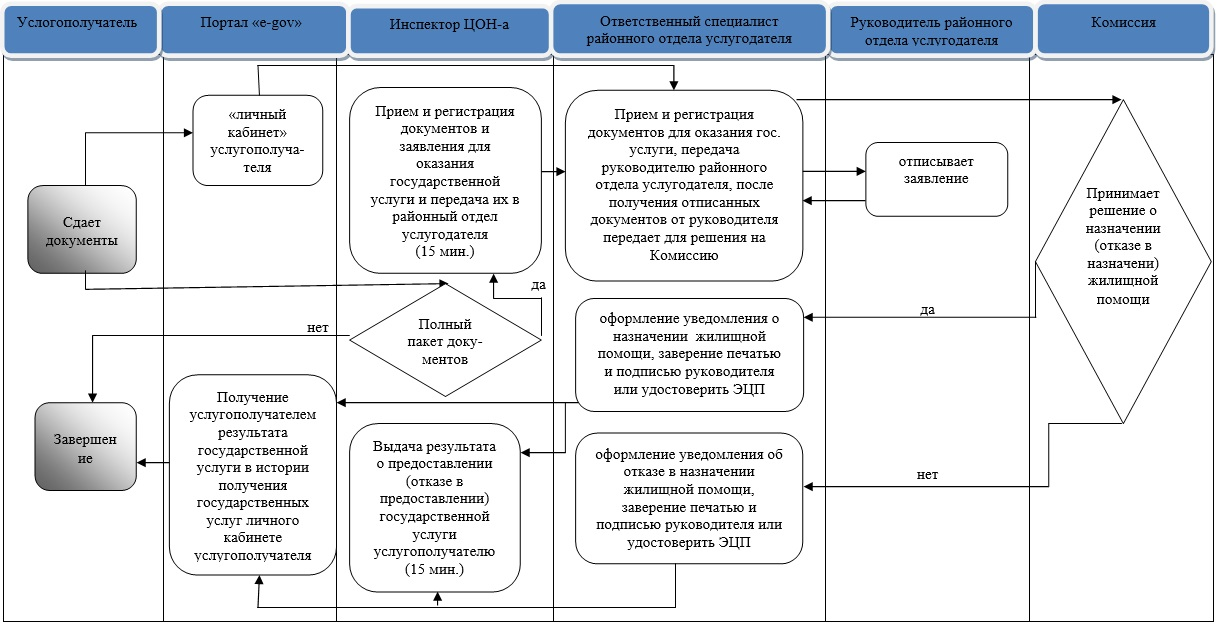 Услогополучатель
Портал «e-gov»
Инспектор ЦОН-а
Ответственный специалист
районного отдела услугодателя
Руководитель районного
отдела услугодателя
Комиссия
Сдает
документы
«личный
кабинет»
услугополуча-
теля
Прием и регистрация
документов и
заявления для
оказания
государственной
услуги и передача их в
районный отдел
услугодателя
(15 мин.)
Прием и регистрация
документов для оказания гос.
услуги, передача
руководителю районного
отдела услугодателя, после
получения отписанных
документов от руководителя
передает для решения на
Комиссию
отписывает
заявление
Принимает
решение о
назначении
(отказе в
назначени)
жилищной
помощи
да
Полный
пакет доку-
ментов
нет
оформление уведомления о
назначении жилищной
помощи, заверение печатью
и подписью руководителя
или удостоверить ЭЦП
да
Завершен
ие
Получение
услугополучателем
результата
государственной
услуги в истории
получения
государственных
услуг личного
кабинете
услугополучателя
Выдача результата
о предоставлении
(отказе в
предоставлении)
государственной
услуги
услугополучателю
(15 мин.)
оформление уведомления об
отказе в назначении
жилищной помощи,
заверение печатью и
подписью руководителя или
удостоверить ЭЦП
нет